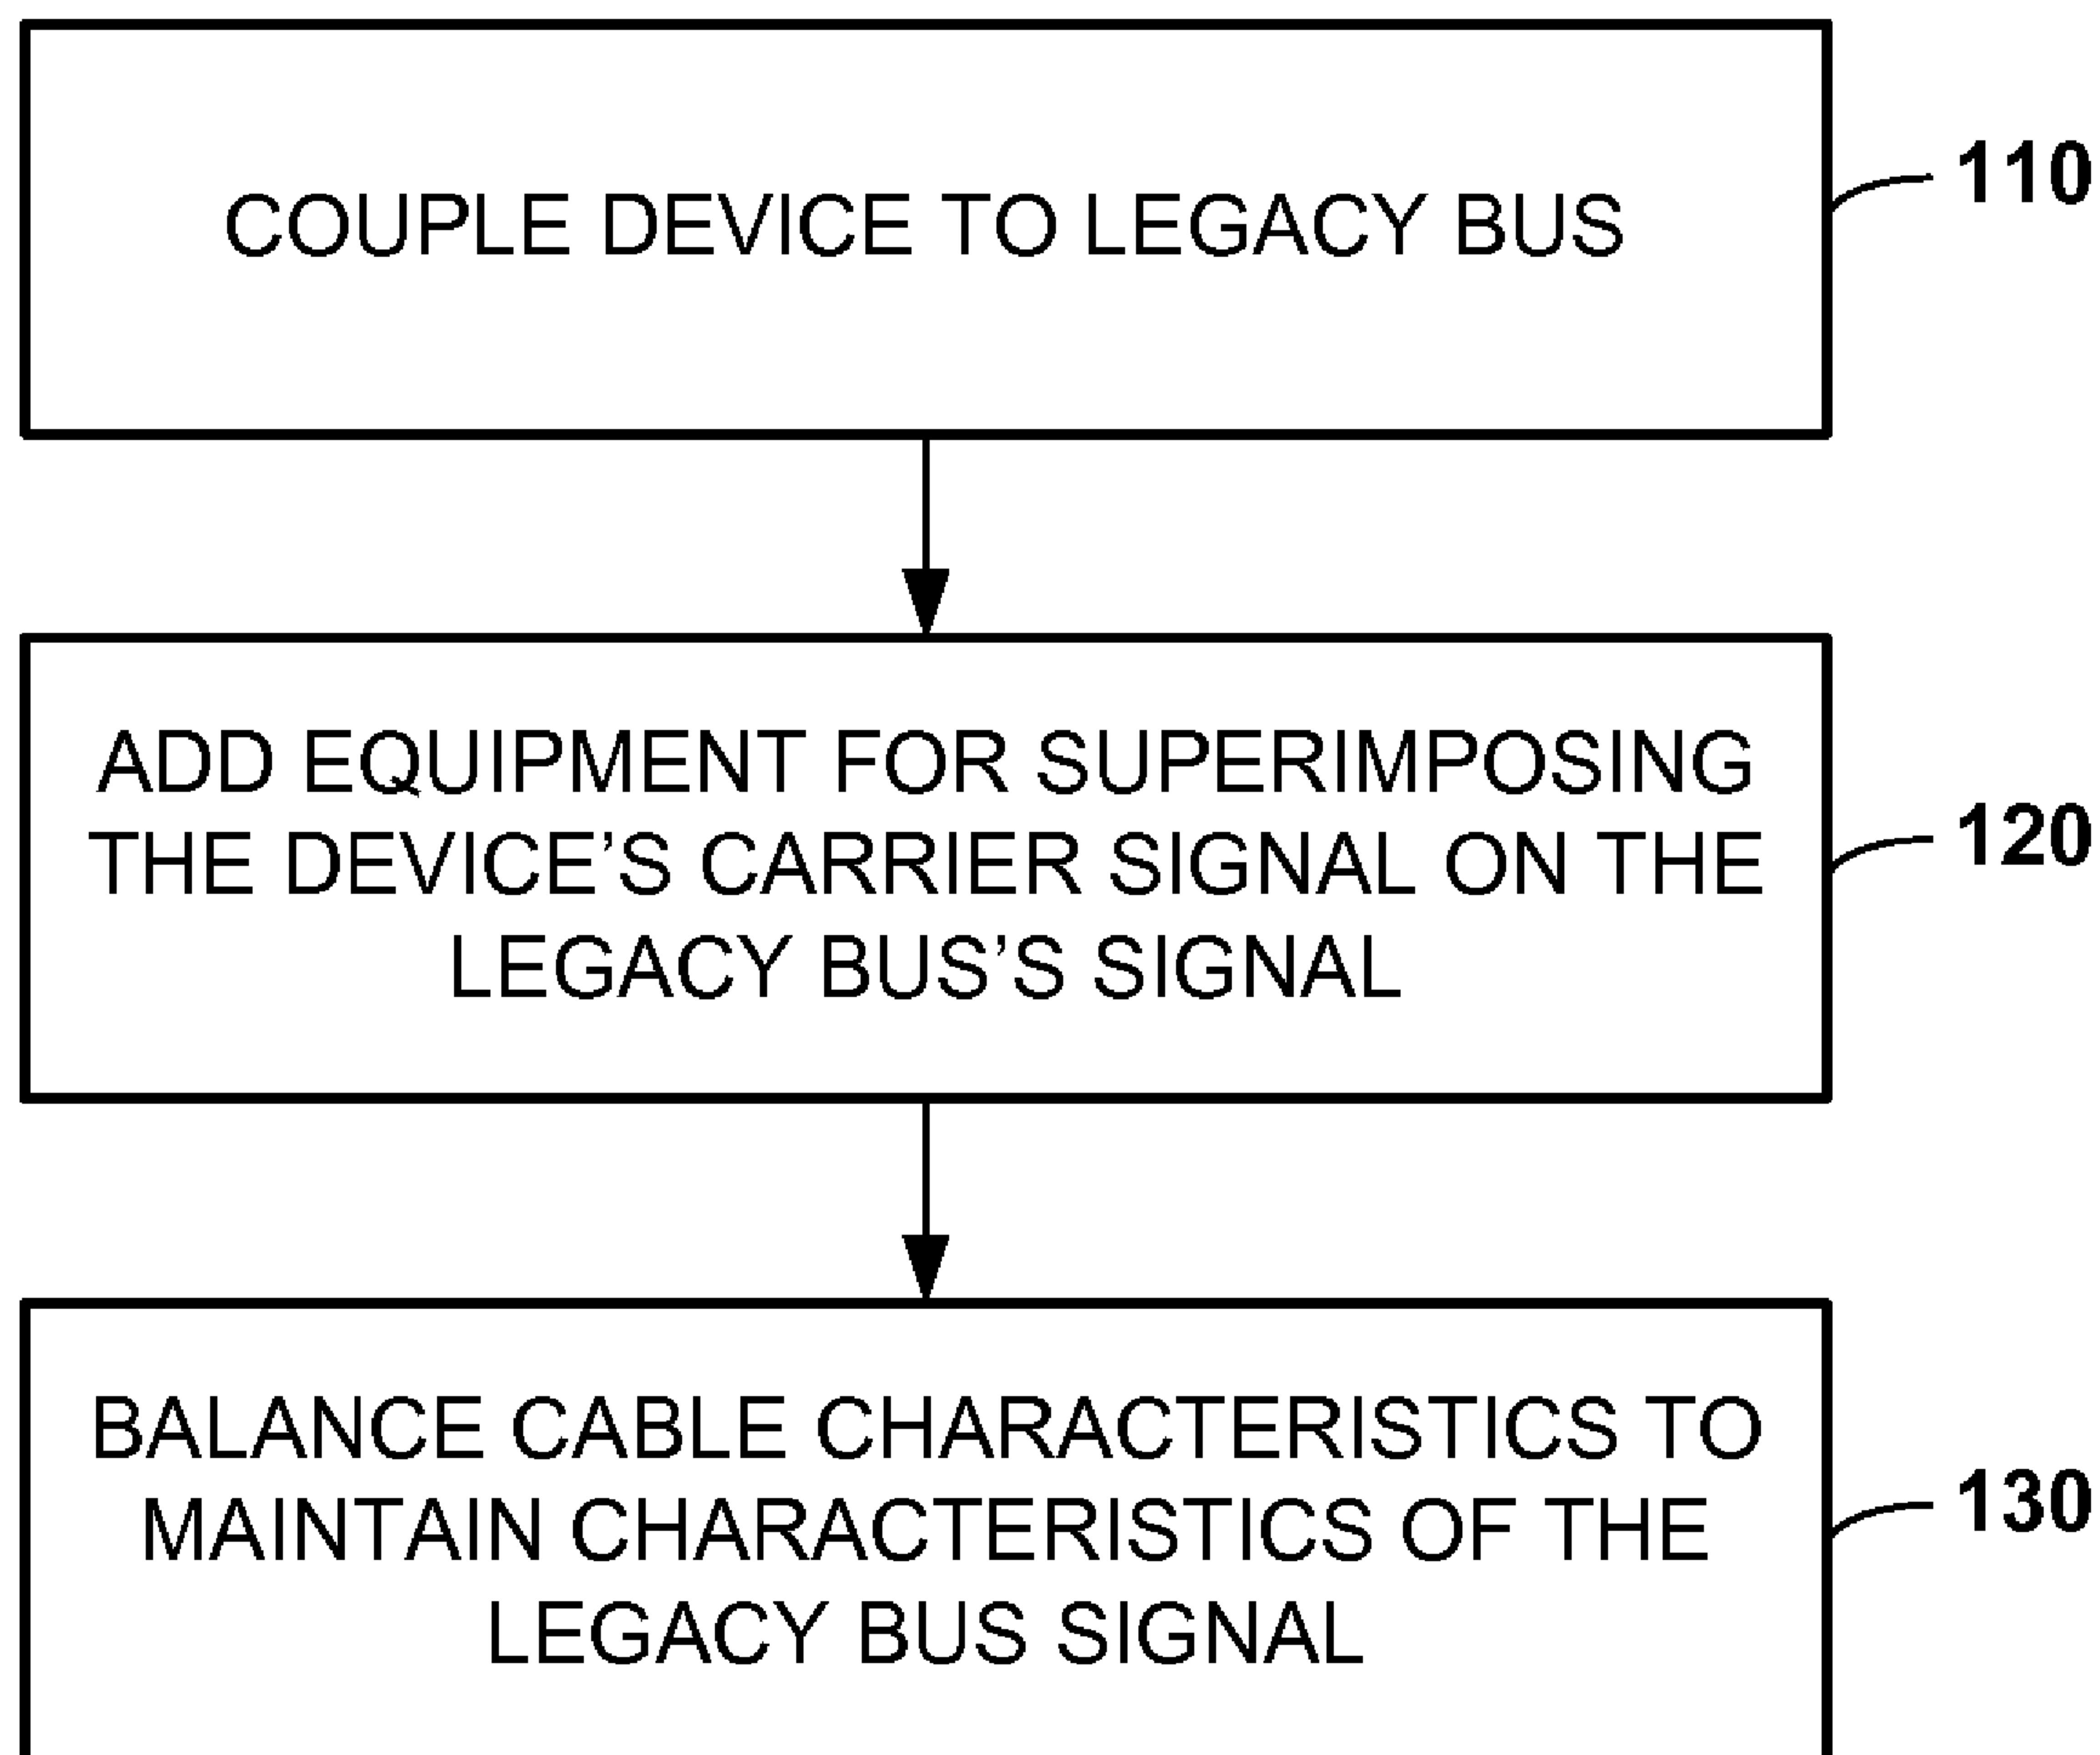 COUPLE DEVICE TO LEGACY BUS
110
ADD EQUIPMENT FOR SUPERIMPOSING
THE DEVICE’S CARRIER SIGNAL ON THE
LEGACY BUS’S SIGNAL
120
BALANCE CABLE CHARACTERISTICS TO
MAINTAIN CHARACTERISTICS OF THE
LEGACY BUS SIGNAL
130